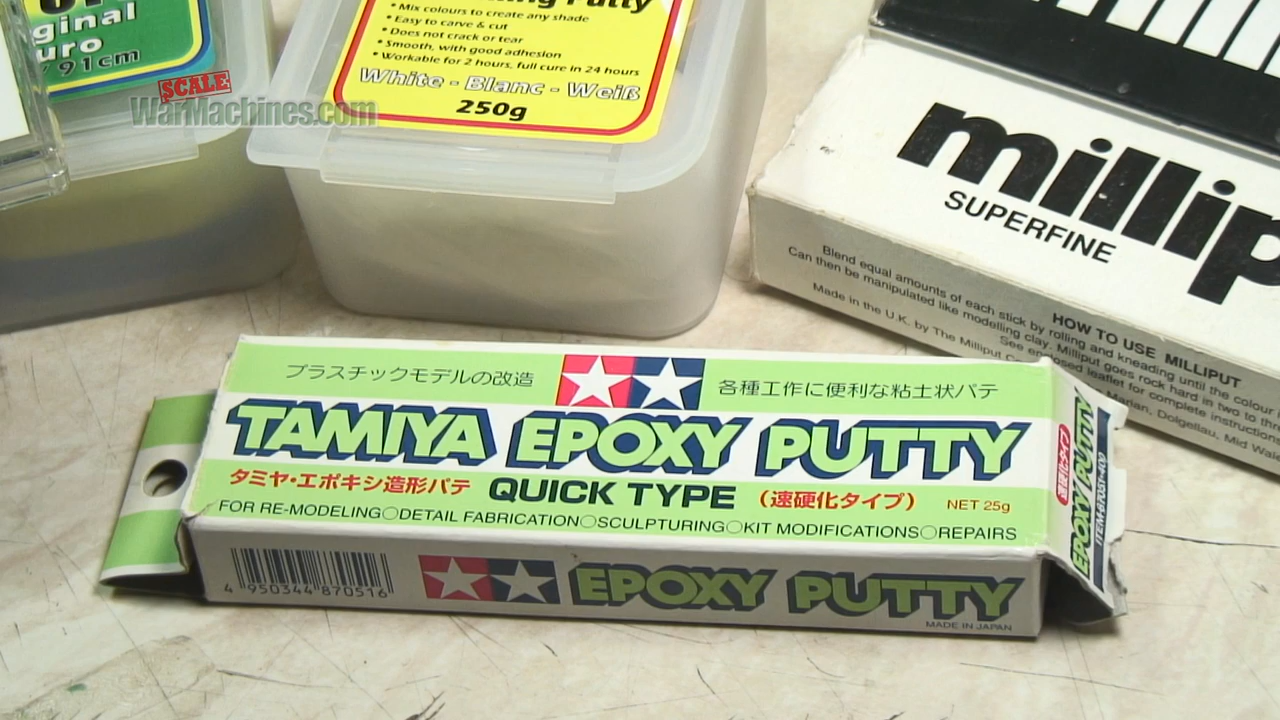 ginal
uro
91cm
SCALE
WarMachines.com
Putty
• Mix colours to create any shade
• Easy to carve & cut
• Does not crack or tear
• Smooth, with good adhesion
• Workable for 2 hours, full cure in 24 hours
White - Blanc - Weiß
250g
millip
SUPERFINE
HOW TO USE MILLIPUT
Blend equal amounts of each stick by rolling and kneading until the colour
Can then be manipulated like modelling clay. Milliput goes rock hard in two to
See enclosed leaflet for complete
Made in the U.K. by The Milliput
Marian, Dolgellau, Mid
プラスチックモデルの改造
各種工作に便利な粘土状パテ
TAMIYA EPOXY PUTTY
タミヤ・エポキシ造形パテ QUICK TYPE (速硬化タイプ) NET 25g
FOR RE-MODELING○DETAIL FABRICATION○SCULPTURING○KIT MODIFICATIONS○REPAIRS
4 950344 870516
EPOXY PUTTY
MADE IN JAPAN
速硬化タイプ
EPOXY PUTTY